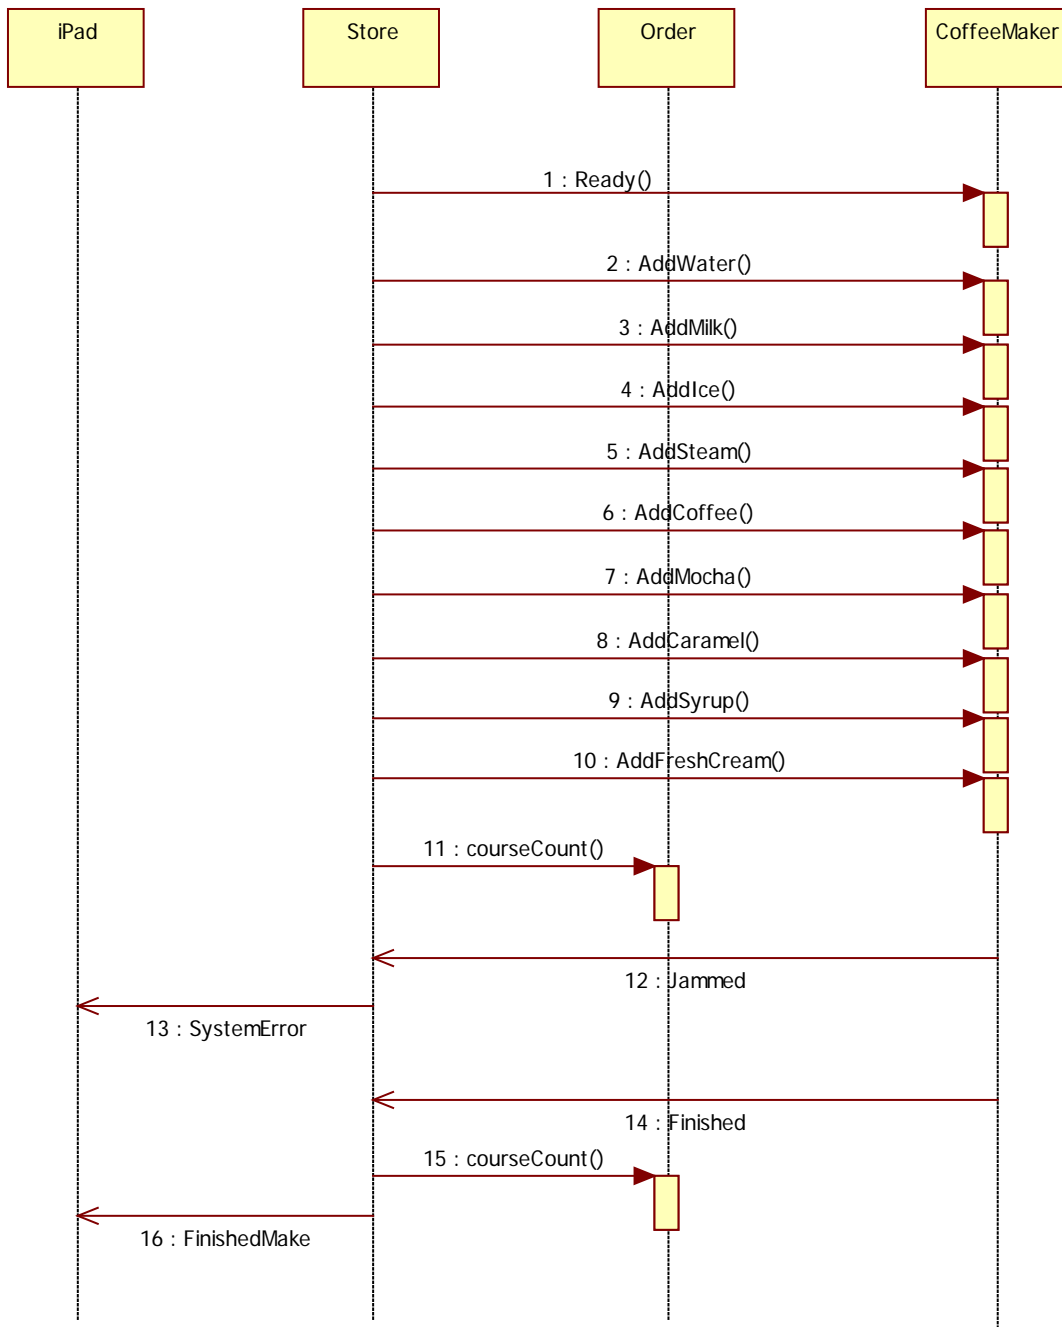 iPad
Store
Order
CoffeeMaker
1 : Ready()
2 : AddWater()
3 : AddMilk()
4 : AddIce()
5 : AddSteam()
6 : AddCoffee()
7 : AddMocha()
8 : AddCaramel()
9 : AddSyrup()
10 : AddFreshCream()
11 : courseCount()
12 : Jammed
13 : SystemError
14 : Finished
15 : courseCount()
16 : FinishedMake